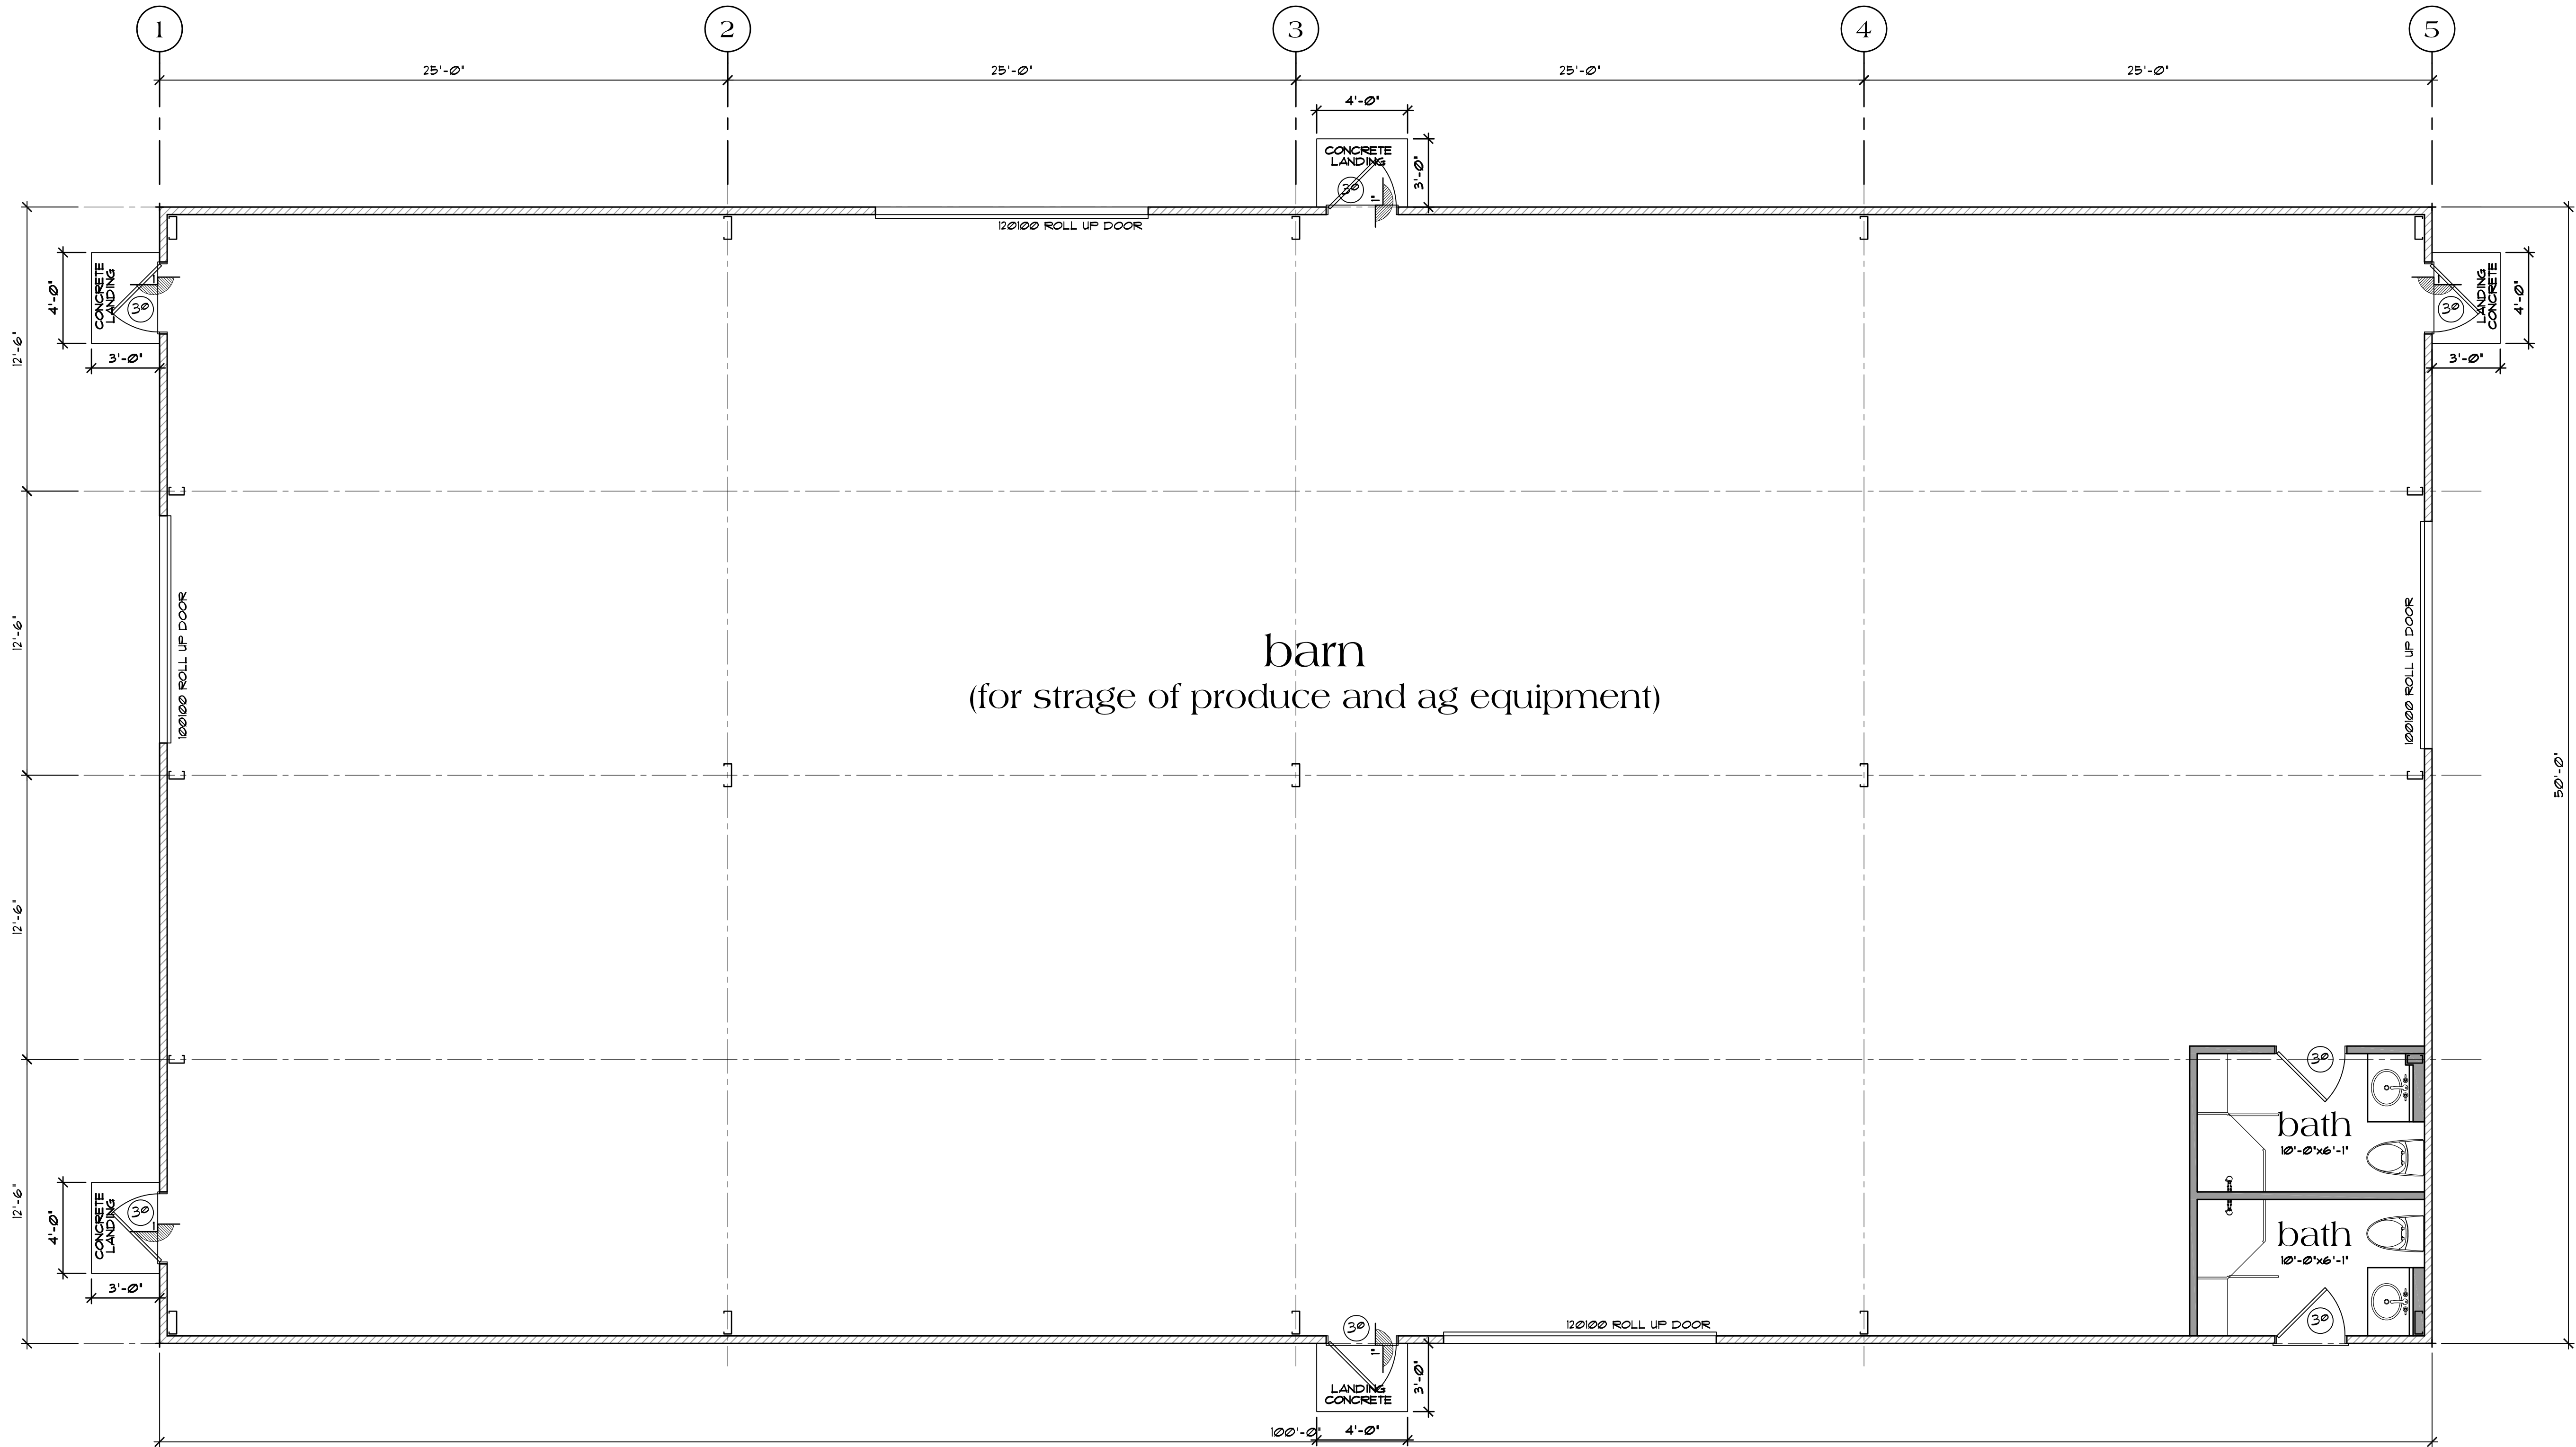 1
2
3
4
5
25'-0"
25'-0"
25'-0"
25'-0"
4'-0"
CONCRETE
LANDING
3'-0"
30
1"
120100 ROLL UP DOOR
CONCRETE
LANDING
4'-0"
30
1"
3'-0"
LANDING
CONCRETE
4'-0"
30
1"
3'-0"
12'-6"
12'-6"
12'-6"
12'-6"
100100 ROLL UP DOOR
100100 ROLL UP DOOR
barn
(for strage of produce and ag equipment)
50'-0"
30
bath
10'-0"x6'-1"
bath
10'-0"x6'-1"
30
CONCRETE
LANDING
4'-0"
30
1"
3'-0"
120100 ROLL UP DOOR
30
1"
LANDING
CONCRETE
3'-0"
4'-0"
100'-0"